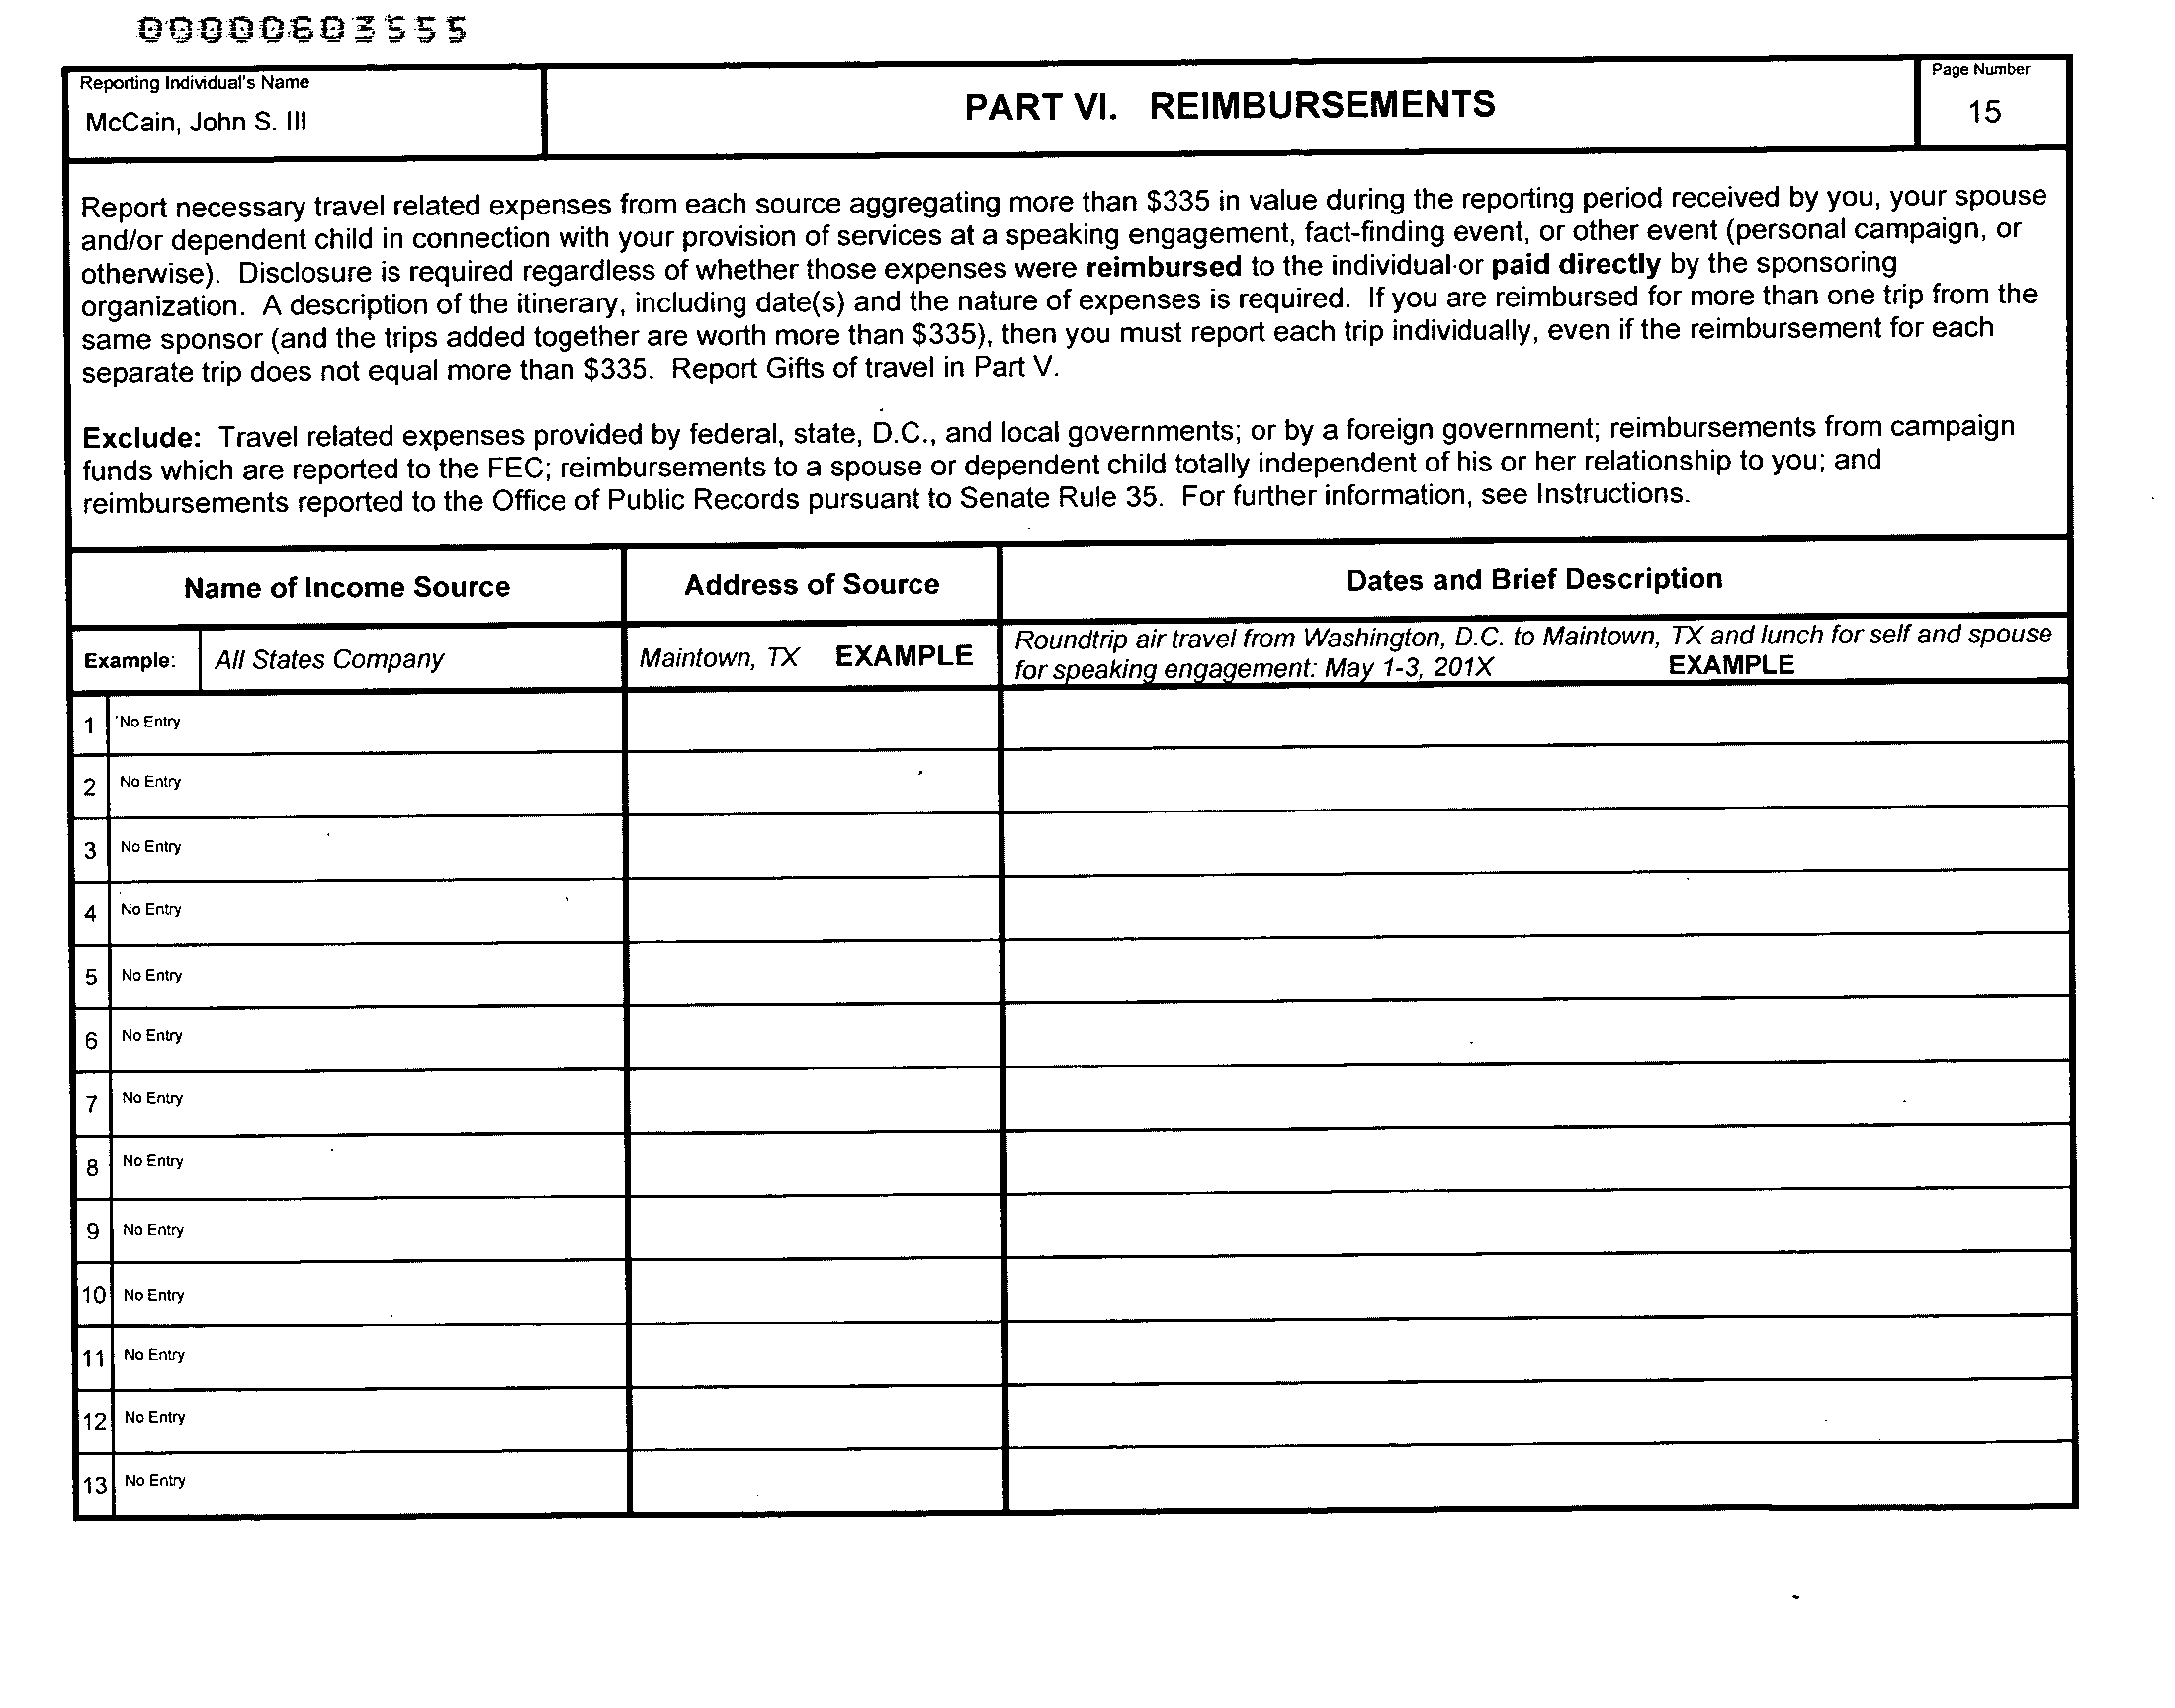 00000603555
Reporting Individual's Name
McCain, John S. III
PART VI. REIMBURSEMENTS
Page Number
15
Report necessary travel related expenses from each source aggregating more than $335 in value during the reporting period received by you, your spouse
and/or dependent child in connection with your provision of services at a speaking engagement, fact-finding event, or other event (personal campaign, or
otherwise). Disclosure is required regardless of whether those expenses were reimbursed to the individual or paid directly by the sponsoring
organization. A description of the itinerary, including date(s) and the nature of expenses is required. If you are reimbursed for more than one trip from the
same sponsor (and the trips added together are worth more than $335), then you must report each trip individually, even if the reimbursement for each
separate trip does not equal more than $335. Report Gifts of travel in Part V.
Exclude: Travel related expenses provided by federal, state, D.C., and local governments; or by a foreign government; reimbursements from campaign
funds which are reported to the FEC; reimbursements to a spouse or dependent child totally independent of his or her relationship to you; and
reimbursements reported to the Office of Public Records pursuant to Senate Rule 35. For further information, see Instructions.
Name of Income Source
Address of Source
Dates and Brief Description
Example:
All States Company
Maintown, TX EXAMPLE
Roundtrip air travel from Washington, D.C. to Maintown, TX and lunch for self and spouse
for speaking engagement: May 1-3, 201X EXAMPLE
1 No Entry
2 No Entry
3 No Entry
4 No Entry
5 No Entry
6 No Entry
7 No Entry
8 No Entry
9 No Entry
10 No Entry
11 No Entry
12 No Entry
13 No Entry